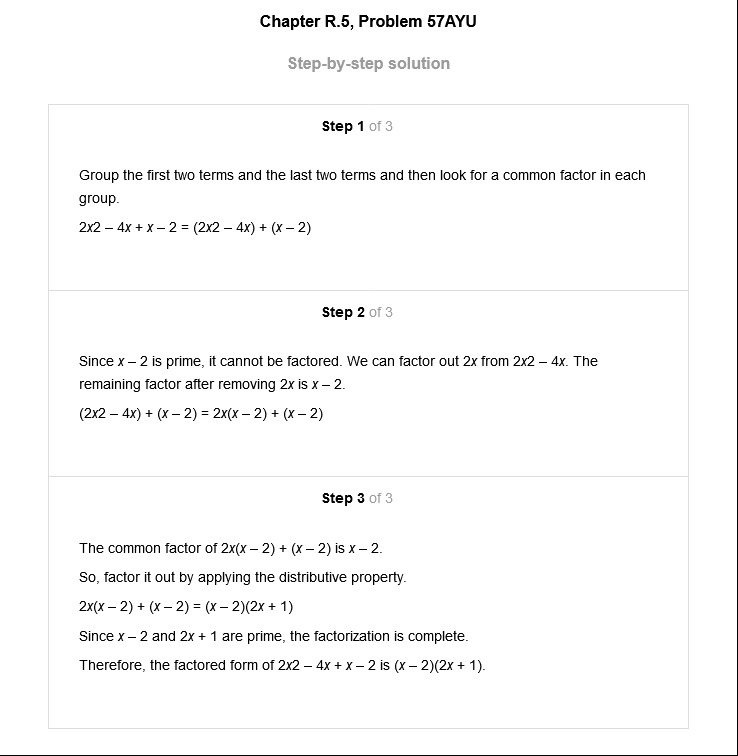 Chapter R.5, Problem 57AYU
Step-by-step solution
Step 1 of 3
Group the first two terms and the last two terms and then look for a common factor in each
group.
2x2 – 4x + x – 2 = (2x2 – 4x) + (x – 2)
Step 2 of 3
Since x – 2 is prime, it cannot be factored. We can factor out 2x from 2x2 – 4x. The
remaining factor after removing 2x is x – 2.
(2x2 – 4x) + (x – 2) = 2x(x – 2) + (x – 2)
Step 3 of 3
The common factor of 2x(x – 2) + (x – 2) is x – 2.
So, factor it out by applying the distributive property.
2x(x – 2) + (x – 2) = (x – 2)(2x + 1)
Since x – 2 and 2x + 1 are prime, the factorization is complete.
Therefore, the factored form of 2x2 – 4x + x – 2 is (x – 2)(2x + 1).